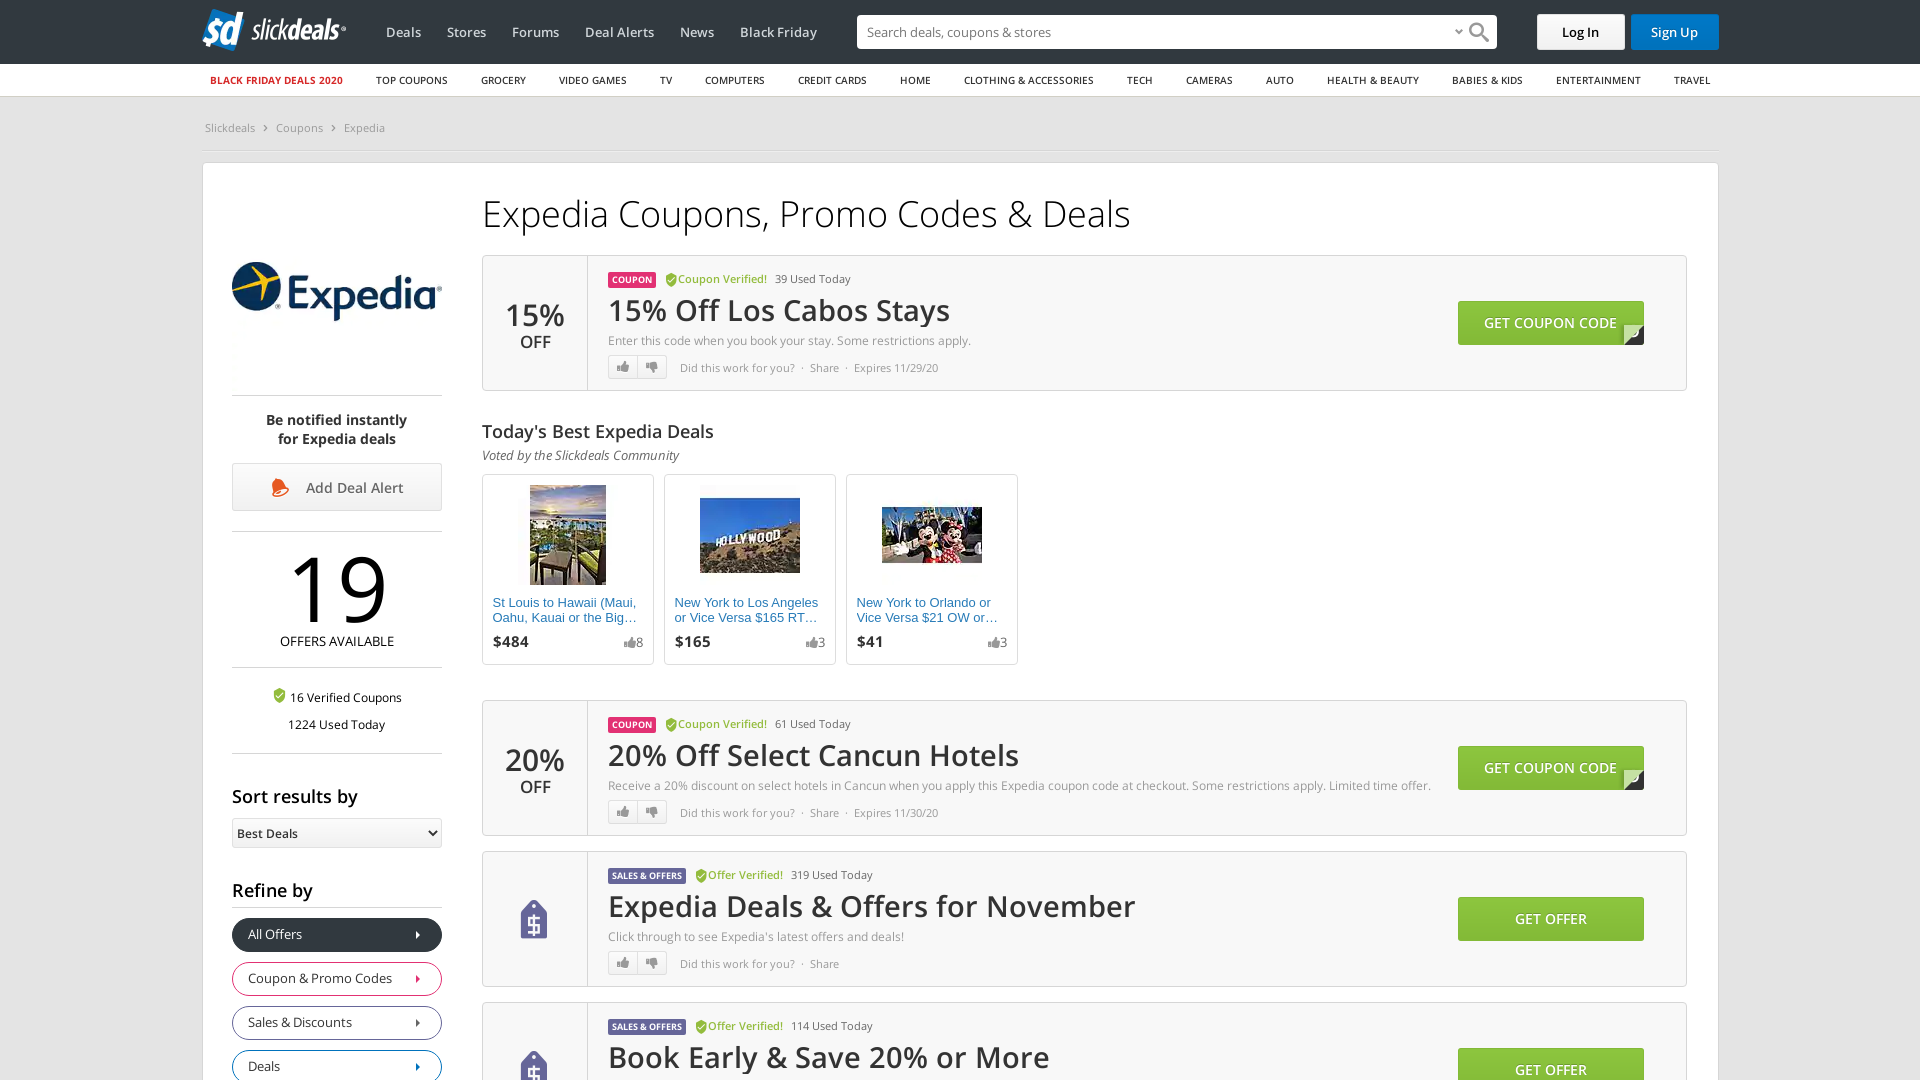 sd slickdeals
Deals
Stores
Forums
Deal Alerts
News
Black Friday
Search deals, coupons & stores
Log In
Sign Up
BLACK FRIDAY DEALS 2020
TOP COUPONS
GROCERY
VIDEO GAMES
TV
COMPUTERS
CREDIT CARDS
HOME
CLOTHING & ACCESSORIES
TECH
CAMERAS
AUTO
HEALTH & BEAUTY
BABIES & KIDS
ENTERTAINMENT
TRAVEL
Slickdeals › Coupons › Expedia
Expedia
Be notified instantly
for Expedia deals
Add Deal Alert
19
OFFERS AVAILABLE
16 Verified Coupons
1224 Used Today
Sort results by
Best Deals
Refine by
All Offers
Coupon & Promo Codes
Sales & Discounts
Deals
Expedia Coupons, Promo Codes & Deals
15%
OFF
COUPON Coupon Verified! 39 Used Today
15% Off Los Cabos Stays
Enter this code when you book your stay. Some restrictions apply.
Did this work for you? · Share · Expires 11/29/20
GET COUPON CODE
Today's Best Expedia Deals
Voted by the Slickdeals Community
HOLLYWOOD
St Louis to Hawaii (Maui,
Oahu, Kauai or the Big…
$484 8
New York to Los Angeles
or Vice Versa $165 RT…
$165 3
New York to Orlando or
Vice Versa $21 OW or…
$41 3
20%
OFF
COUPON Coupon Verified! 61 Used Today
20% Off Select Cancun Hotels
Receive a 20% discount on select hotels in Cancun when you apply this Expedia coupon code at checkout. Some restrictions apply. Limited time offer.
Did this work for you? · Share · Expires 11/30/20
GET COUPON CODE
SALES & OFFERS Offer Verified! 319 Used Today
Expedia Deals & Offers for November
Click through to see Expedia's latest offers and deals!
Did this work for you? · Share
GET OFFER
SALES & OFFERS Offer Verified! 114 Used Today
Book Early & Save 20% or More
GET OFFER